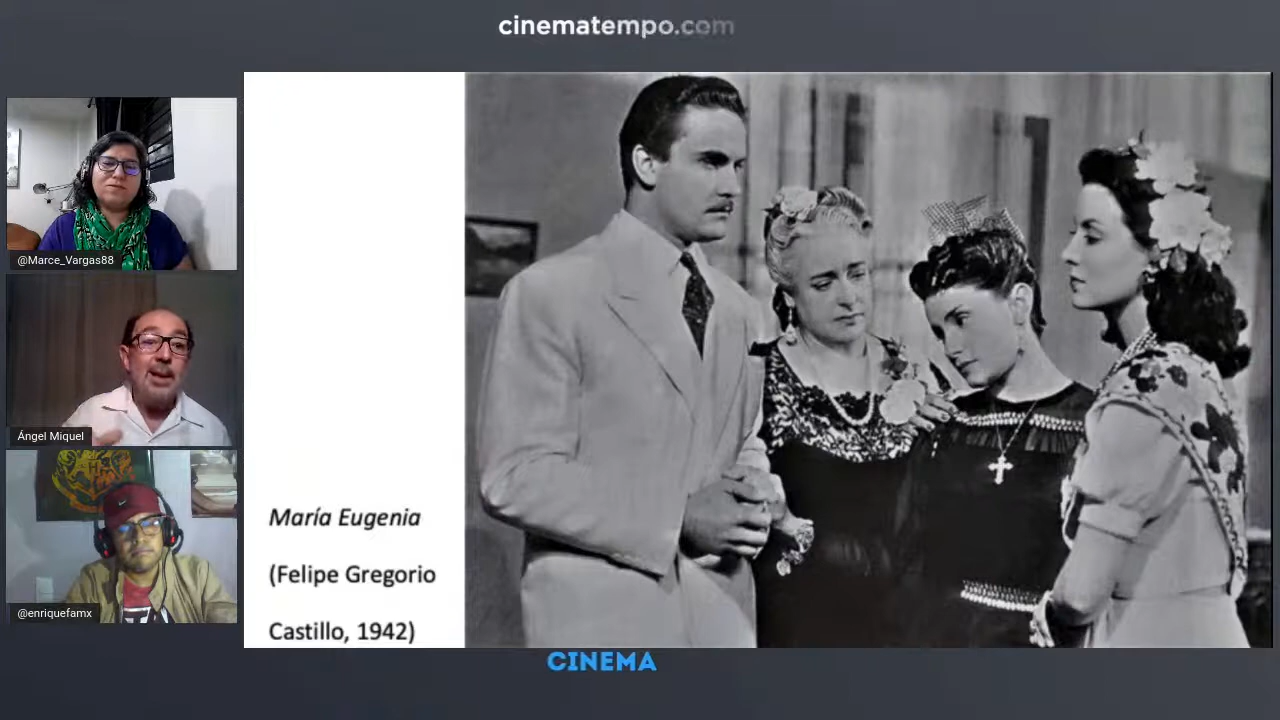 cinematempo.com
@Marce_Vargas88
Ángel Miquel
@enriquefamx
María Eugenia
(Felipe Gregorio
Castillo, 1942)
CINEMA